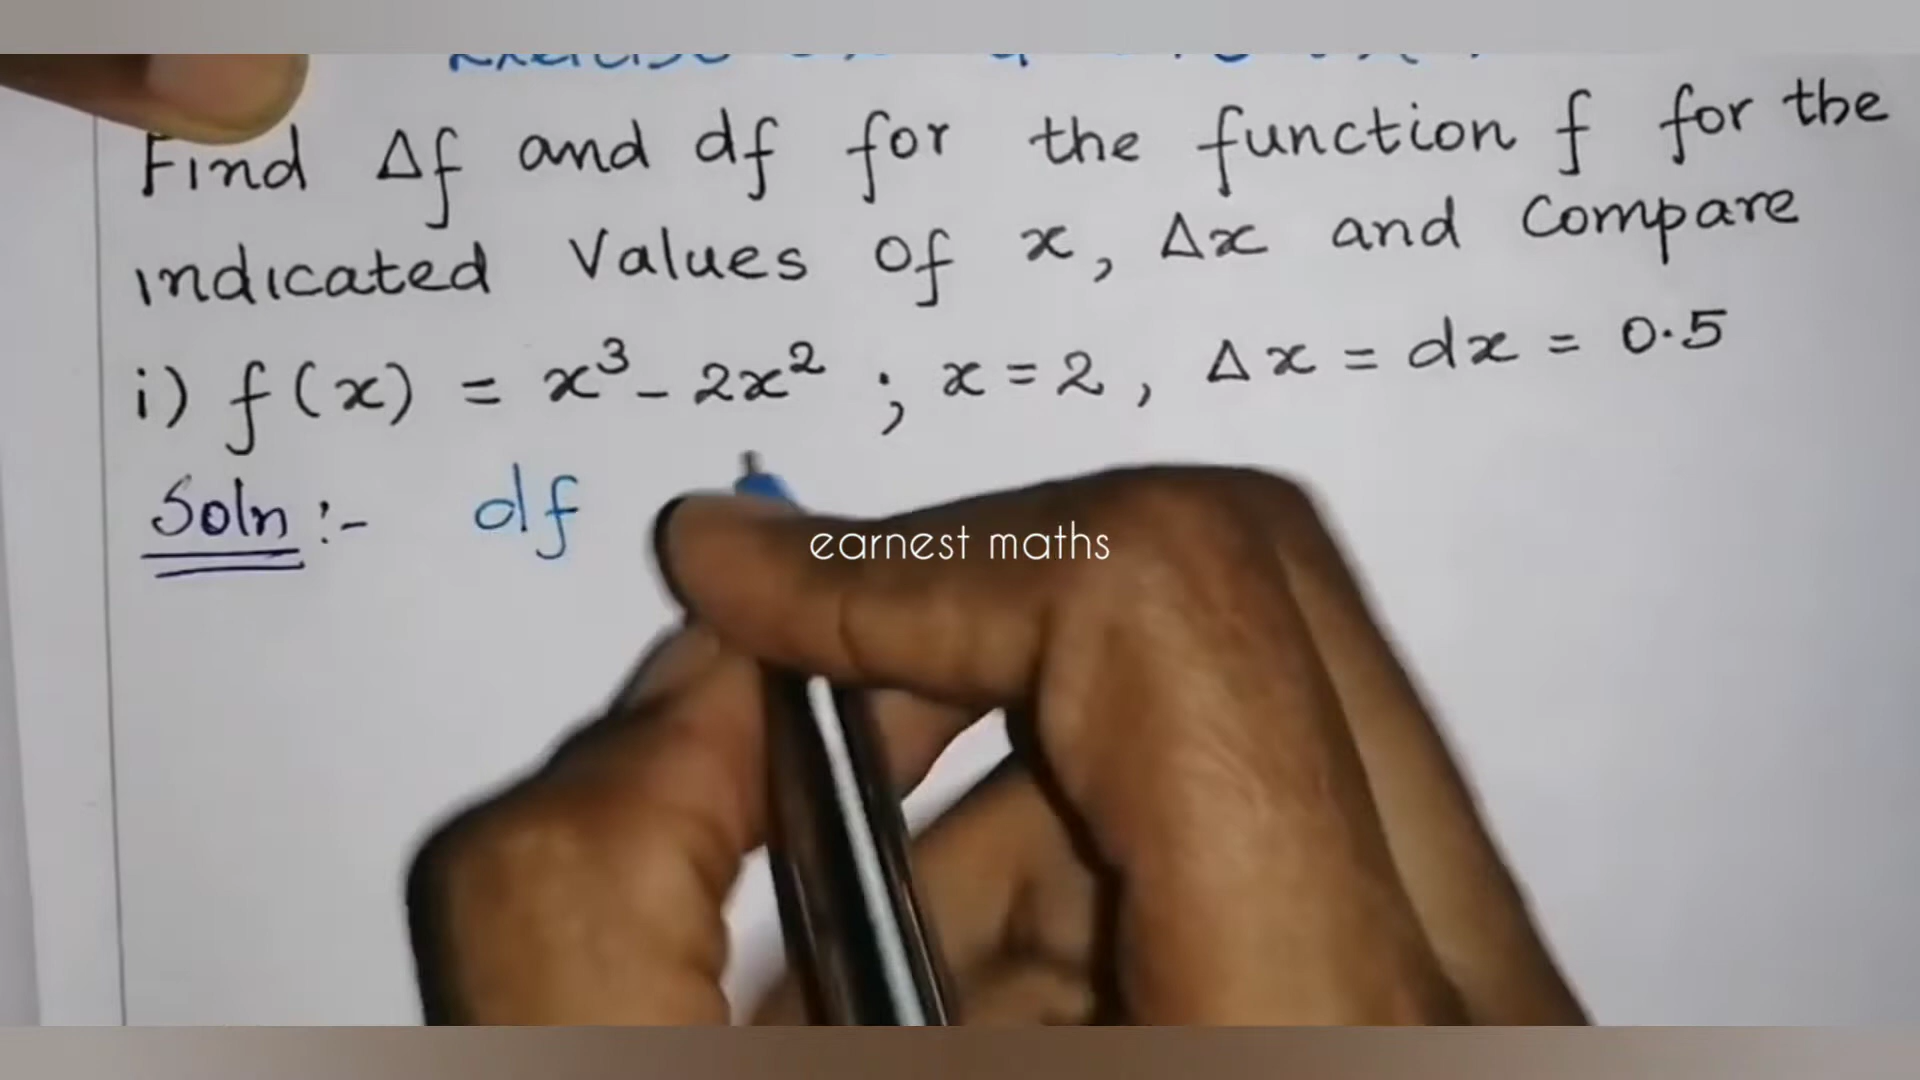 Exercise
Find Δf and df for the function f for the
indicated Values of x, Δx and Compare
i) f(x) = x³ - 2x² ; x = 2, Δx = dx = 0.5
Soln :- df
earnest maths